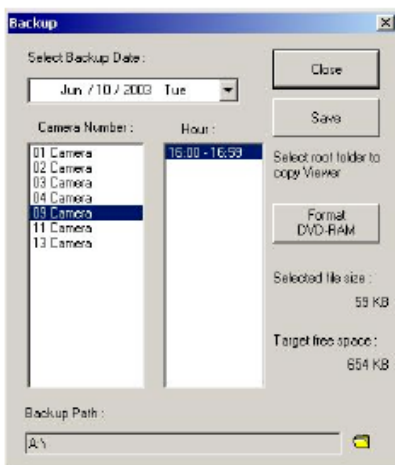 Backup
Select Backup Date :
Jun / 10 / 2003 Tue
Close
Save
Camera Number :
Hour :
01 Camera
02 Camera
03 Camera
04 Camera
09 Camera
11 Camera
13 Camera
16:00 - 16:59
Select root folder to
copy Viewer
Format
DVD-RAM
Selected file size :
59 KB
Target free space :
654 KB
Backup Path :
A:\